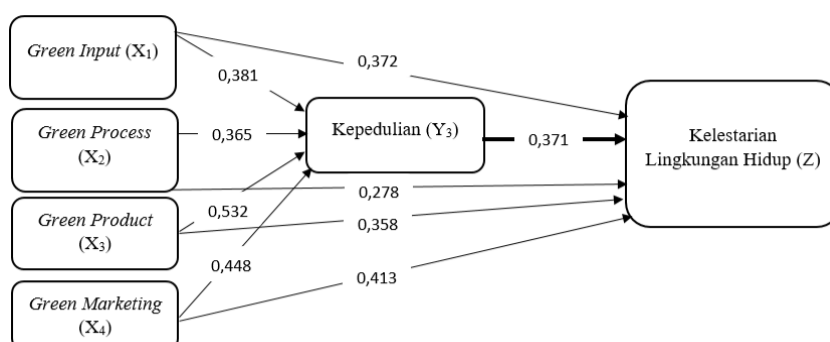 Green Input (X1)
0,372
0,381
Green Process
(X2)
0,365
Kepedulian (Y3)
0,371
Kelestarian
Lingkungan Hidup (Z)
0,278
Green Product
(X3)
0,532
0,358
0,448
0,413
Green Marketing
(X4)